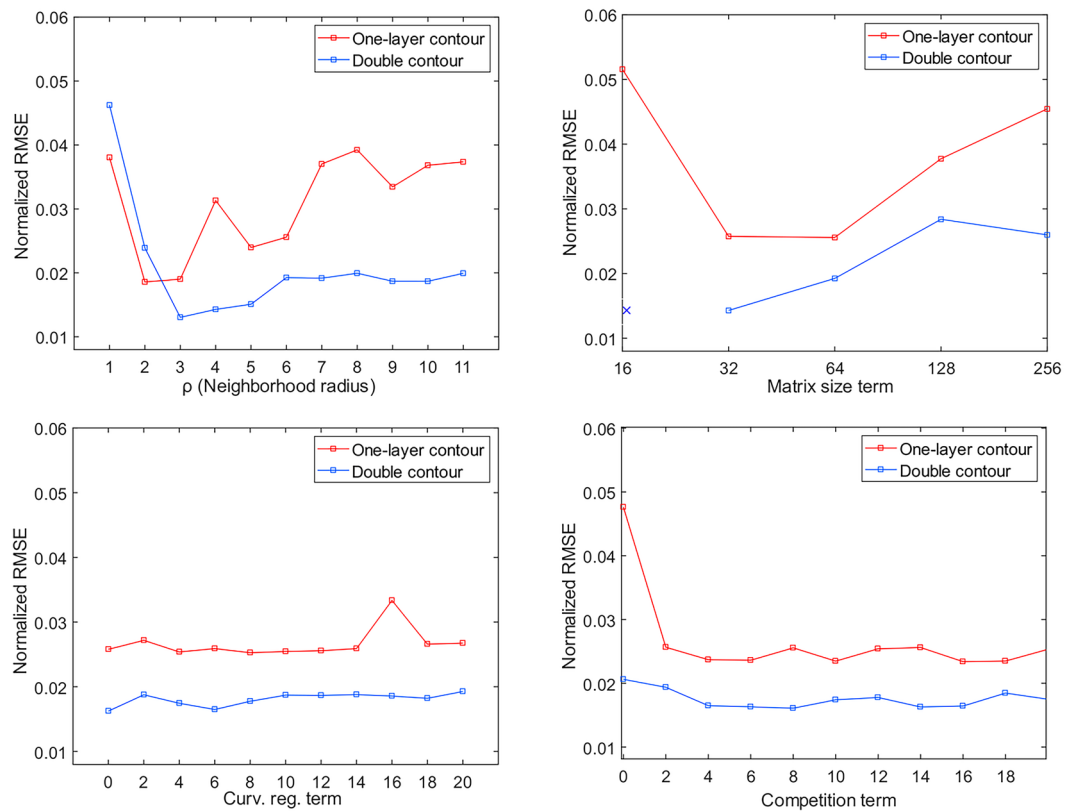 0.06
0.05
0.04
0.03
0.02
0.01
Normalized RMSE
One-layer contour
Double contour
1 2 3 4 5 6 7 8 9 10 11
ρ (Neighborhood radius)
0.06
0.05
0.04
0.03
0.02
0.01
Normalized RMSE
One-layer contour
Double contour
16 32 64 128 256
Matrix size term
0.06
0.05
0.04
0.03
0.02
0.01
Normalized RMSE
One-layer contour
Double contour
0 2 4 6 8 10 12 14 16 18 20
Curv. reg. term
0.06
0.05
0.04
0.03
0.02
0.01
Normalized RMSE
One-layer contour
Double contour
0 2 4 6 8 10 12 14 16 18
Competition term